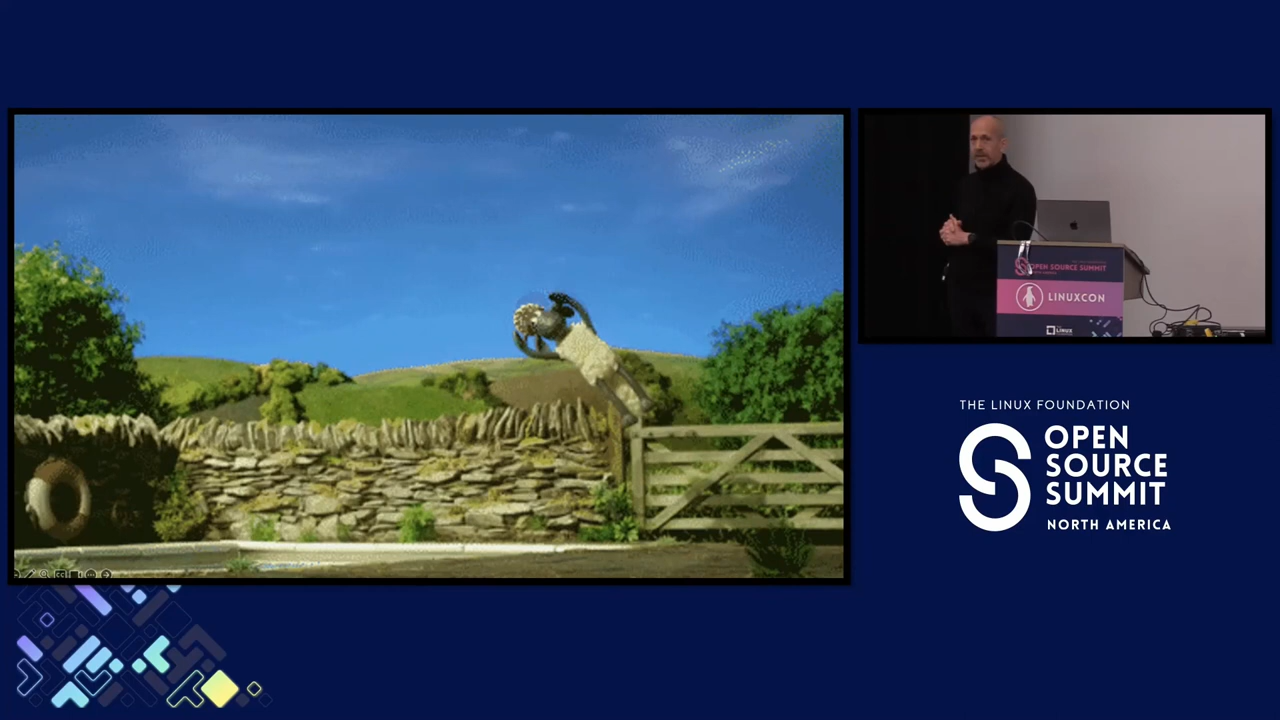 OPEN SOURCE SUMMIT
LINUXCON
THE LINUX FOUNDATION
OPEN
SOURCE
SUMMIT
NORTH AMERICA